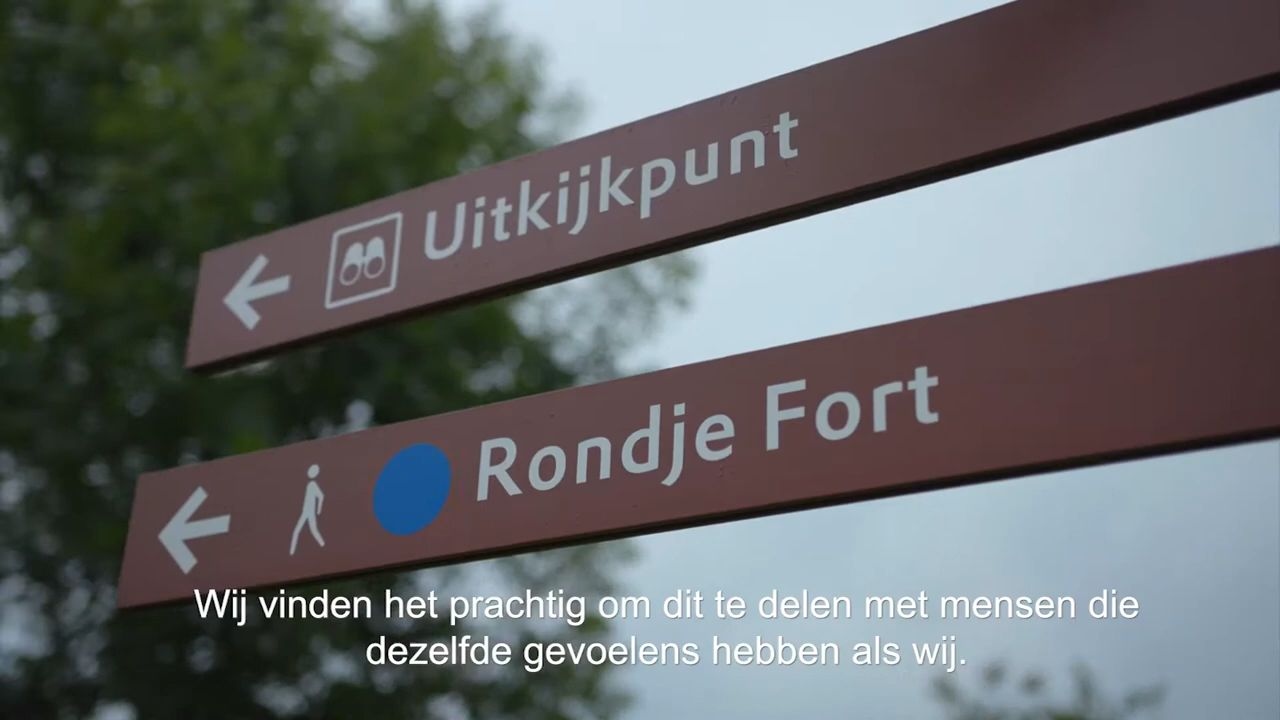 Uitkijkpunt
Rondje Fort
Wij vinden het prachtig om dit te delen met mensen die
dezelfde gevoelens hebben als wij.